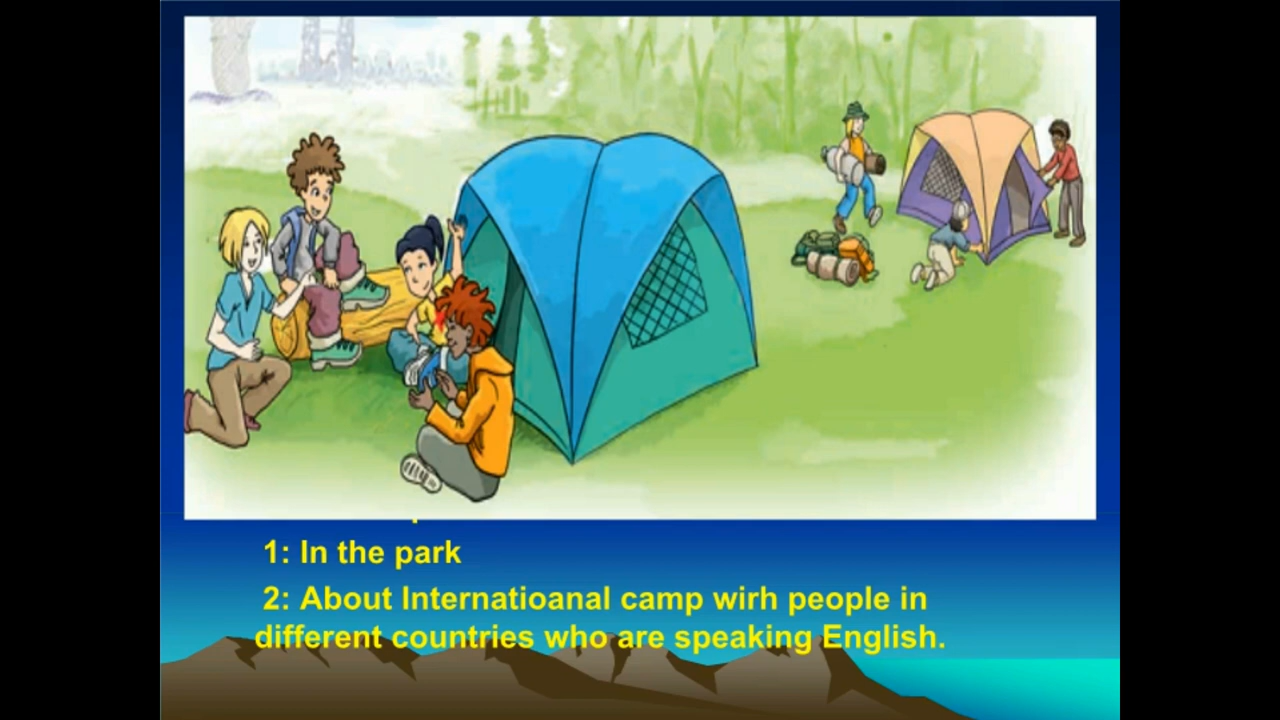 1: In the park
2: About Internatioanal camp wirh people in
different countries who are speaking English.